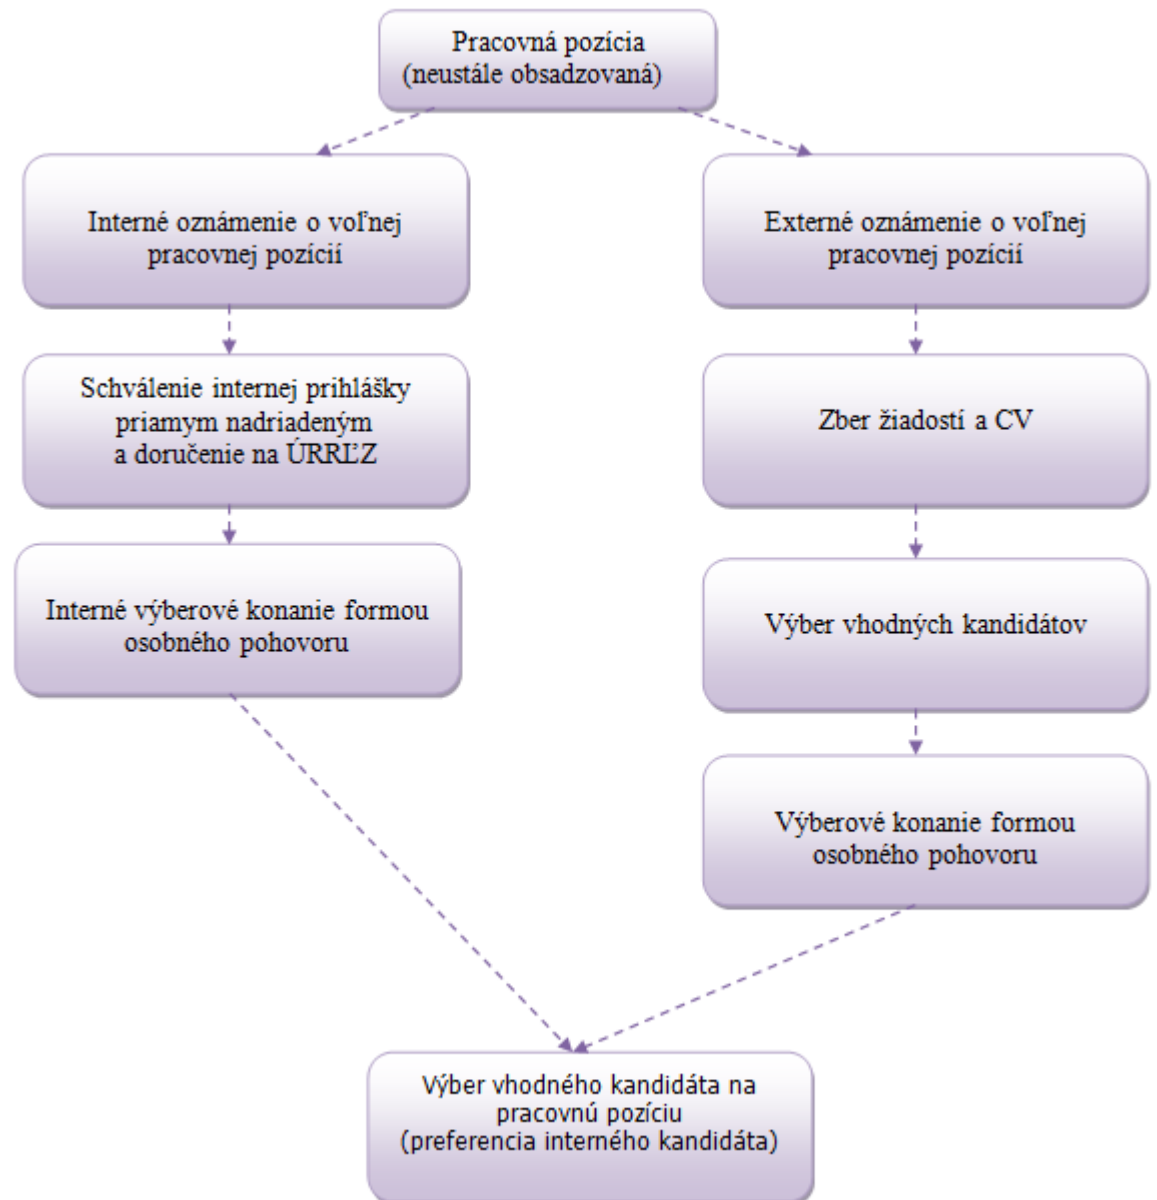 Pracovná pozícia
(neustále obsadzovaná)
Interné oznámenie o voľnej
pracovnej pozícií
Externé oznámenie o voľnej
pracovnej pozícií
Schválenie internej prihlášky
priamym nadriadeným
a doručenie na ÚRRĽZ
Zber žiadostí a CV
Interné výberové konanie formou
osobného pohovoru
Výber vhodných kandidátov
Výberové konanie formou
osobného pohovoru
Výber vhodného kandidáta na
pracovnú pozíciu
(preferencia interného kandidáta)